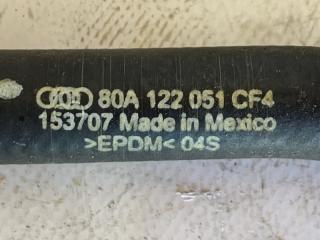 80A 122 051 CF4
153707 Made in Mexico
>EPDM< 04S